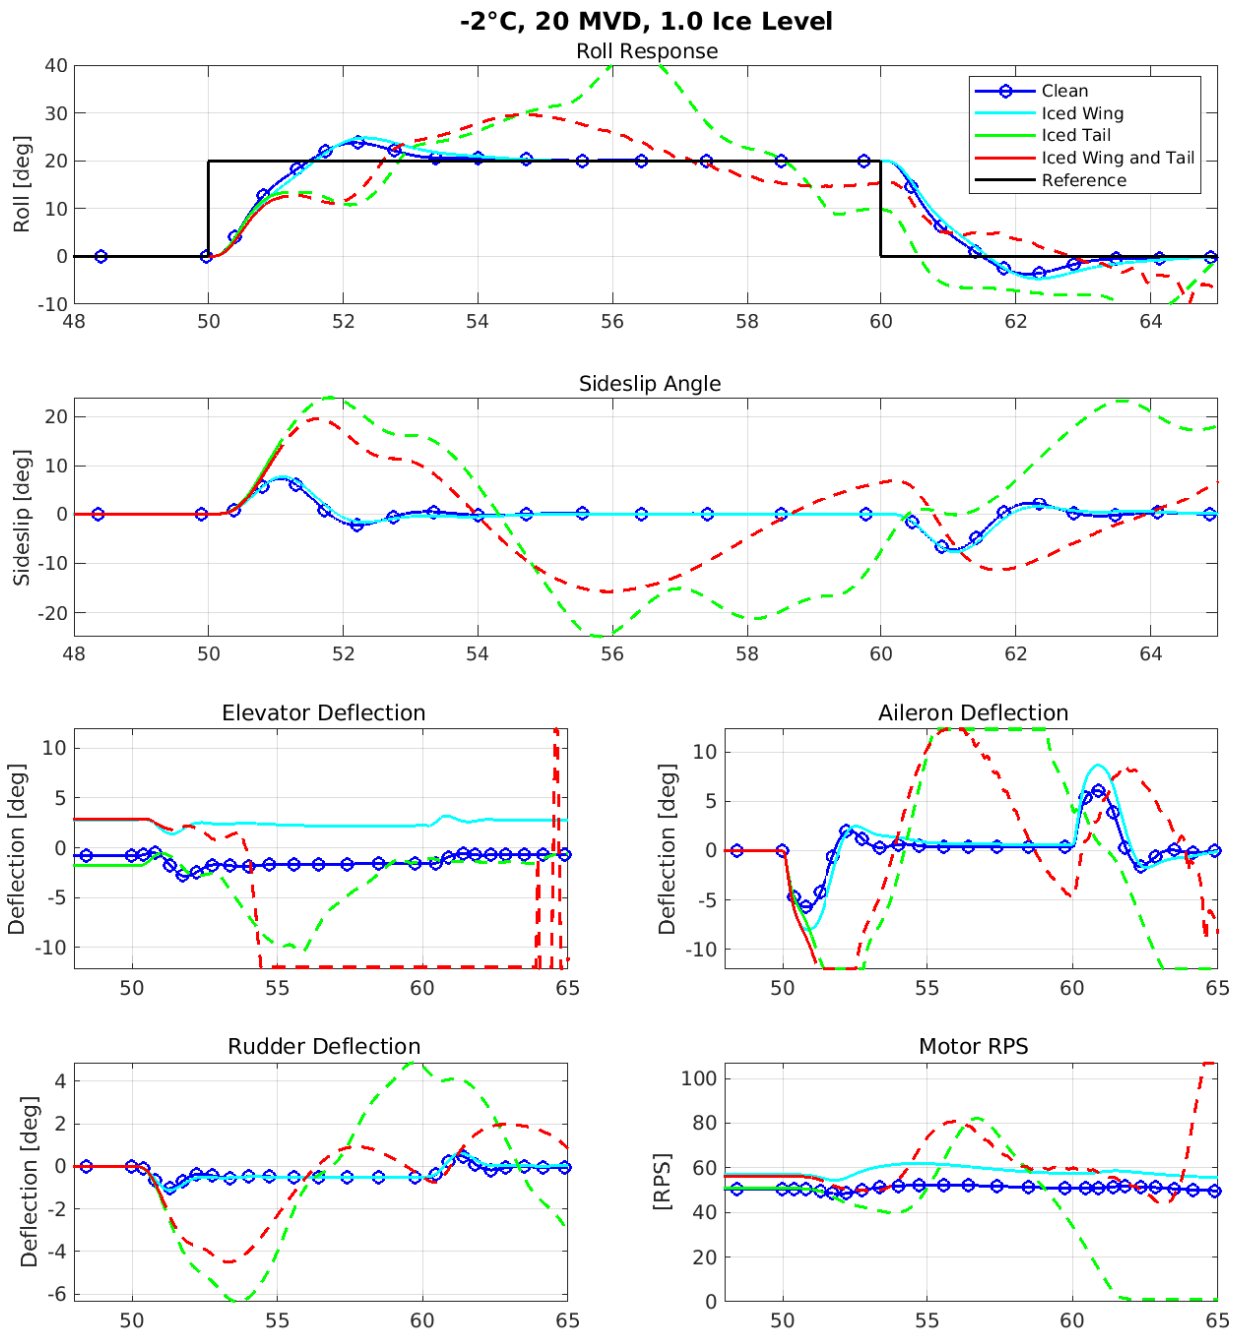 -2°C, 20 MVD, 1.0 Ice Level
Roll Response
Roll [deg]
40
30
20
10
0
-10
48 50 52 54 56 58 60 62 64
Clean
Iced Wing
Iced Tail
Iced Wing and Tail
Reference
Sideslip Angle
Sideslip [deg]
20
10
0
-10
-20
48 50 52 54 56 58 60 62 64
Elevator Deflection
Deflection [deg]
10
5
0
-5
-10
50 55 60 65
Aileron Deflection
Deflection [deg]
10
5
0
-5
-10
50 55 60 65
Rudder Deflection
Deflection [deg]
4
2
0
-2
-4
-6
50 55 60 65
Motor RPS
[RPS]
100
80
60
40
20
0
50 55 60 65